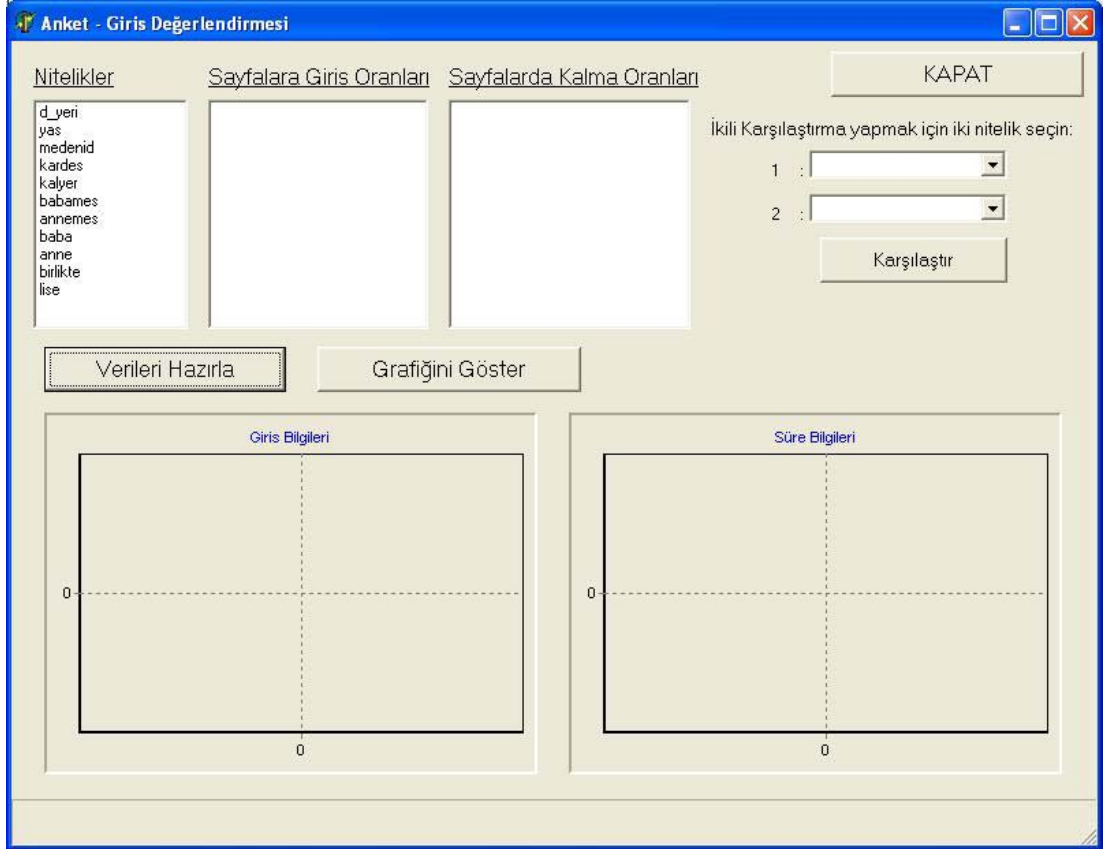 Anket - Giris Değerlendirmesi
Nitelikler
Sayfalara Giris Oranları
Sayfalarda Kalma Oranları
KAPAT
d_yeri
yas
medenid
kardes
kalyer
babames
annemes
baba
anne
birlikte
lise
İkili Karşılaştırma yapmak için iki nitelik seçin:
1 :
2 :
Karşılaştır
Verileri Hazırla
Grafiğini Göster
Giris Bilgileri
0
0
Süre Bilgileri
0
0